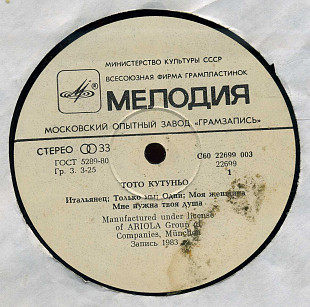 МИНИСТЕРСТВО КУЛЬТУРЫ СССР
ВСЕСОЮЗНАЯ ФИРМА ГРАМПЛАСТИНОК
МЕЛОДИЯ
МОСКОВСКИЙ ОПЫТНЫЙ ЗАВОД „ГРАМЗАПИСЬ"
СТЕРЕО 33
ГОСТ 5289-80
Гр. 3. 3-25
С60 22699 003
22699
1
ТОТО КУТУНЬО
Итальянец; Только мы; Одни; Моя женщина
Мне нужна твоя душа
Manufactured under license
of ARIOLA Group of
Companies, München
Запись 1983